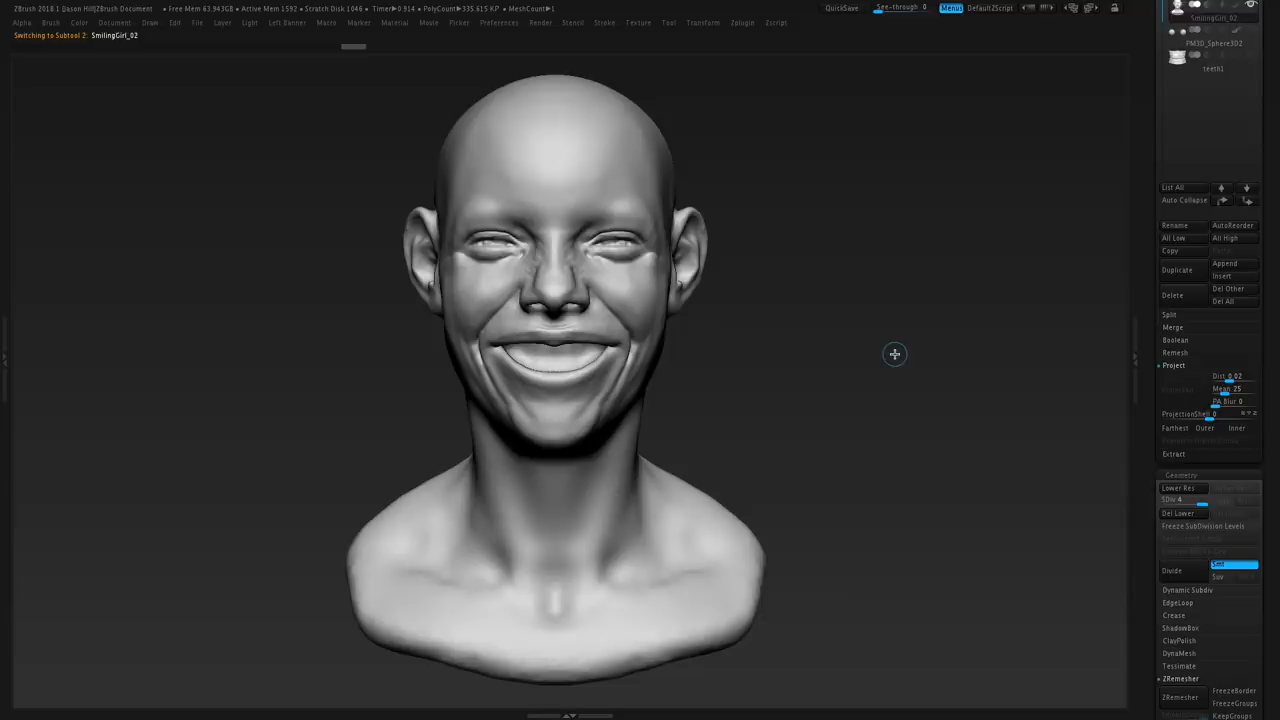 ZBrush 2018.1 [Jason Hill]ZBrush Document • Free Mem 63.943GB • Active Mem 1592 • Scratch Disk 1046 • Timer▶0.914 • PolyCount▶335.615 KP • MeshCount▶1
QuickSave See-through 0 Menus DefaultZScript
Alpha Brush Color Document Draw Edit File Layer Light Left Banner Macro Marker Material Movie Picker Preferences Render Stencil Stroke Texture Tool Transform Zplugin Zscript
Switching to Subtool 2: SmilingGirl_02
SmilingGirl_02
PM3D_Sphere3D2
teeth1
List All
Auto Collapse
Rename AutoReorder
All Low All High
Copy
Duplicate Append
Insert
Delete Del Other
Del All
Split
Merge
Boolean
Remesh
Project
Dist 0.02
Mean 25
PA Blur 0
ProjectionShell 0
Farthest Outer Inner
Extract
Geometry
Lower Res
SDiv 4
Del Lower
Freeze SubDivision Levels
Divide Smt
Suv
Dynamic Subdiv
EdgeLoop
Crease
ShadowBox
ClayPolish
DynaMesh
Tessimate
ZRemesher
ZRemesher FreezeBorder
FreezeGroups
KeepGroups